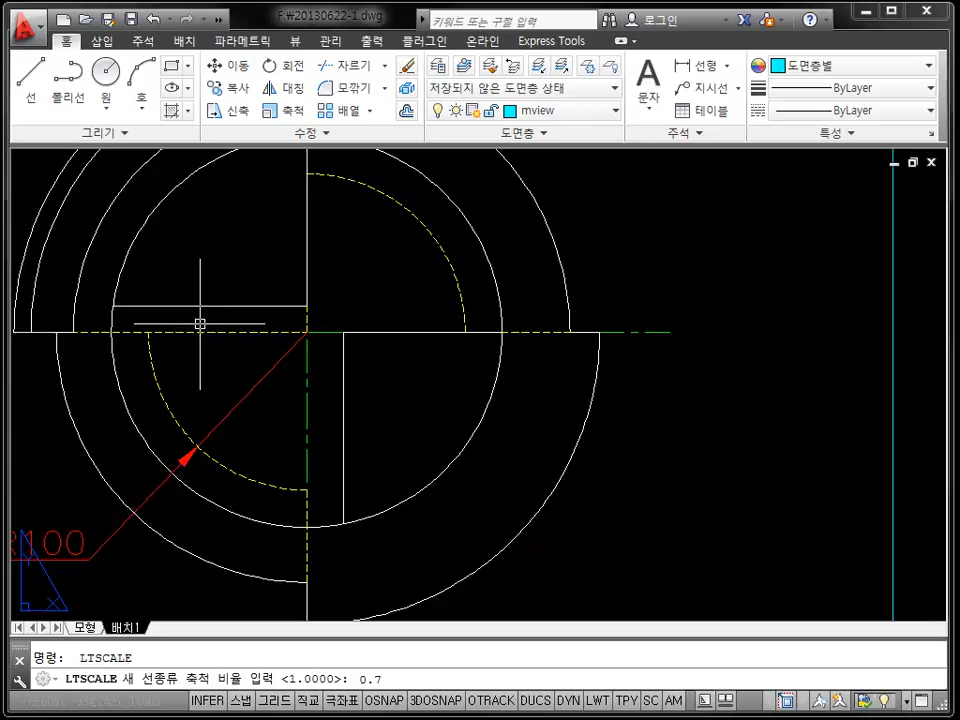 F:₩20130622-1.dwg
키워드 또는 구절 입력
로그인
홈 삽입 주석 배치 파라메트릭 뷰 관리 출력 플러그인 온라인 Express Tools
선 폴리선 원 호
이동 회전 자르기
복사 대칭 모깎기
신축 축척 배열
저장되지 않은 도면층 상태
mview
A
문자
선형
지시선
테이블
도면층별
ByLayer
ByLayer
그리기 수정 도면층 주석 특성
R100
모형 배치1
명령: LTSCALE
LTSCALE 새 선종류 축척 비율 입력 <1.0000>: 0.7
INFER 스냅 그리드 직교 극좌표 OSNAP 3DOSNAP OTRACK DUCS DYN LWT TPY SC AM